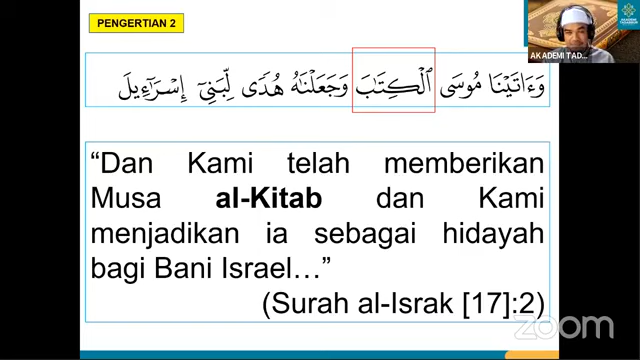 PENGERTIAN 2
وَءَاتَيْنَا مُوسَى ٱلْكِتَٰبَ وَجَعَلْنَٰهُ هُدًى لِّبَنِىٓ إِسْرَٰٓءِيلَ
“Dan Kami telah memberikan
Musa al-Kitab dan Kami
menjadikan ia sebagai hidayah
bagi Bani Israel…”
(Surah al-Israk [17]:2)
AKADEMI TAD...
zoom